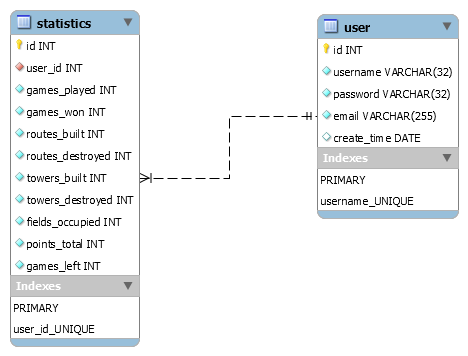 statistics
id INT
user_id INT
games_played INT
games_won INT
routes_built INT
routes_destroyed INT
towers_built INT
towers_destroyed INT
fields_occupied INT
points_total INT
games_left INT
Indexes
PRIMARY
user_id_UNIQUE
user
id INT
username VARCHAR(32)
password VARCHAR(32)
email VARCHAR(255)
create_time DATE
Indexes
PRIMARY
username_UNIQUE